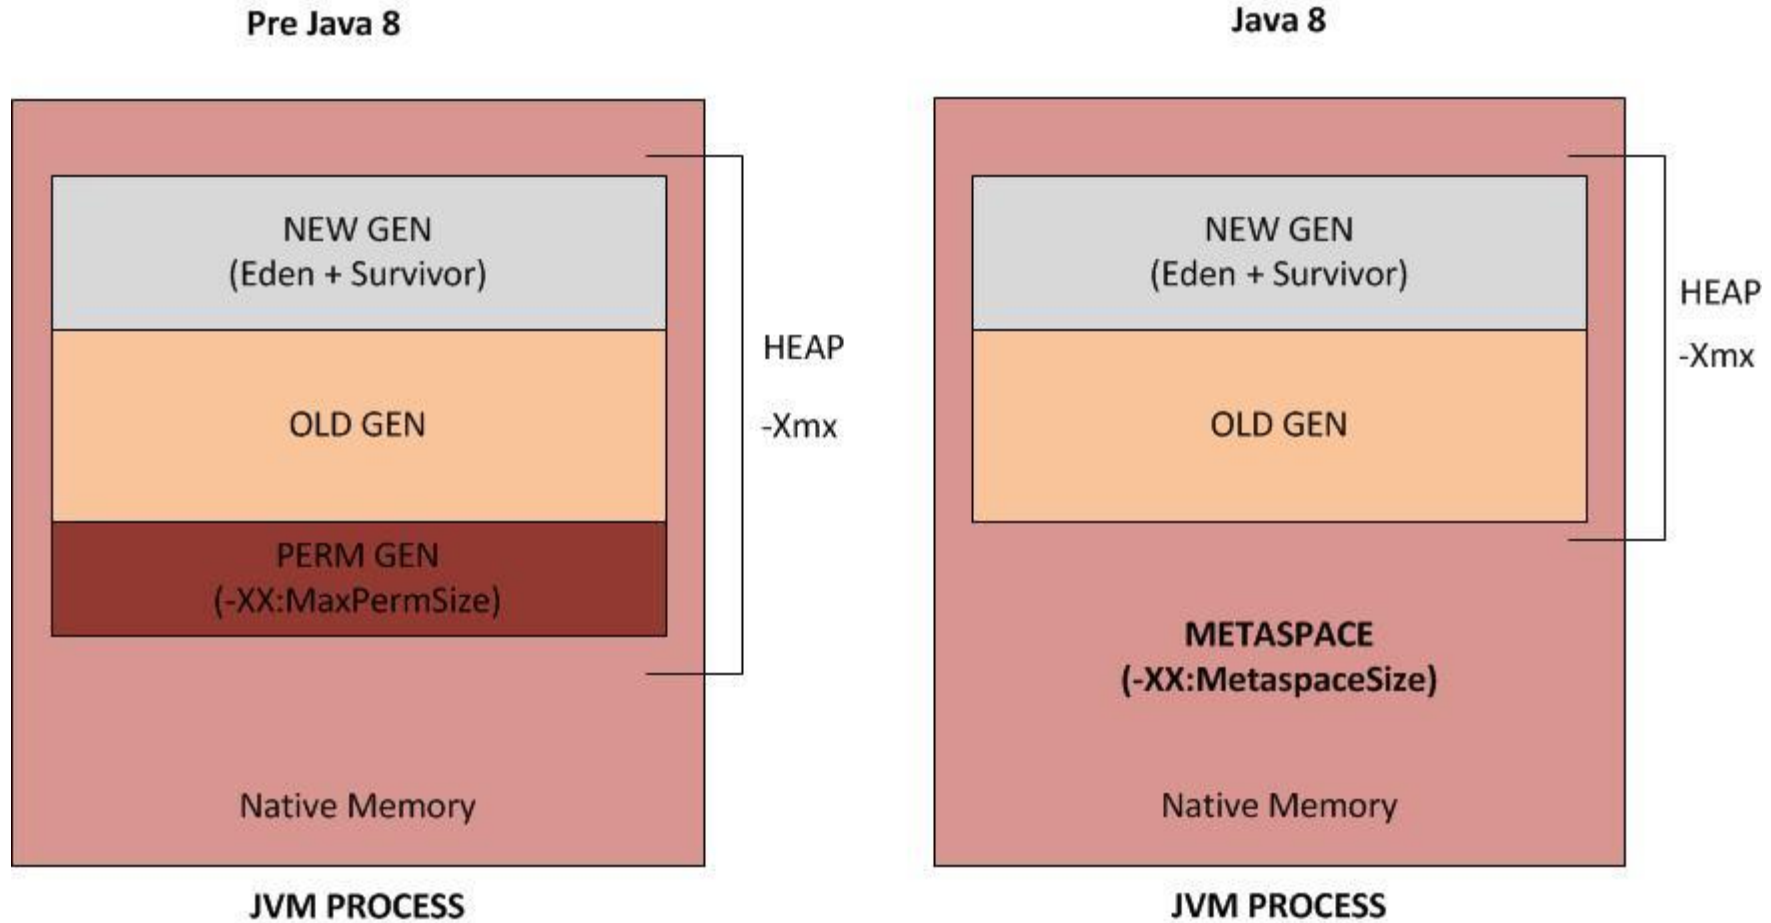 Pre Java 8
NEW GEN
(Eden + Survivor)
OLD GEN
PERM GEN
(-XX:MaxPermSize)
HEAP
-Xmx
Native Memory
JVM PROCESS
Java 8
NEW GEN
(Eden + Survivor)
OLD GEN
HEAP
-Xmx
METASPACE
(-XX:MetaspaceSize)
Native Memory
JVM PROCESS